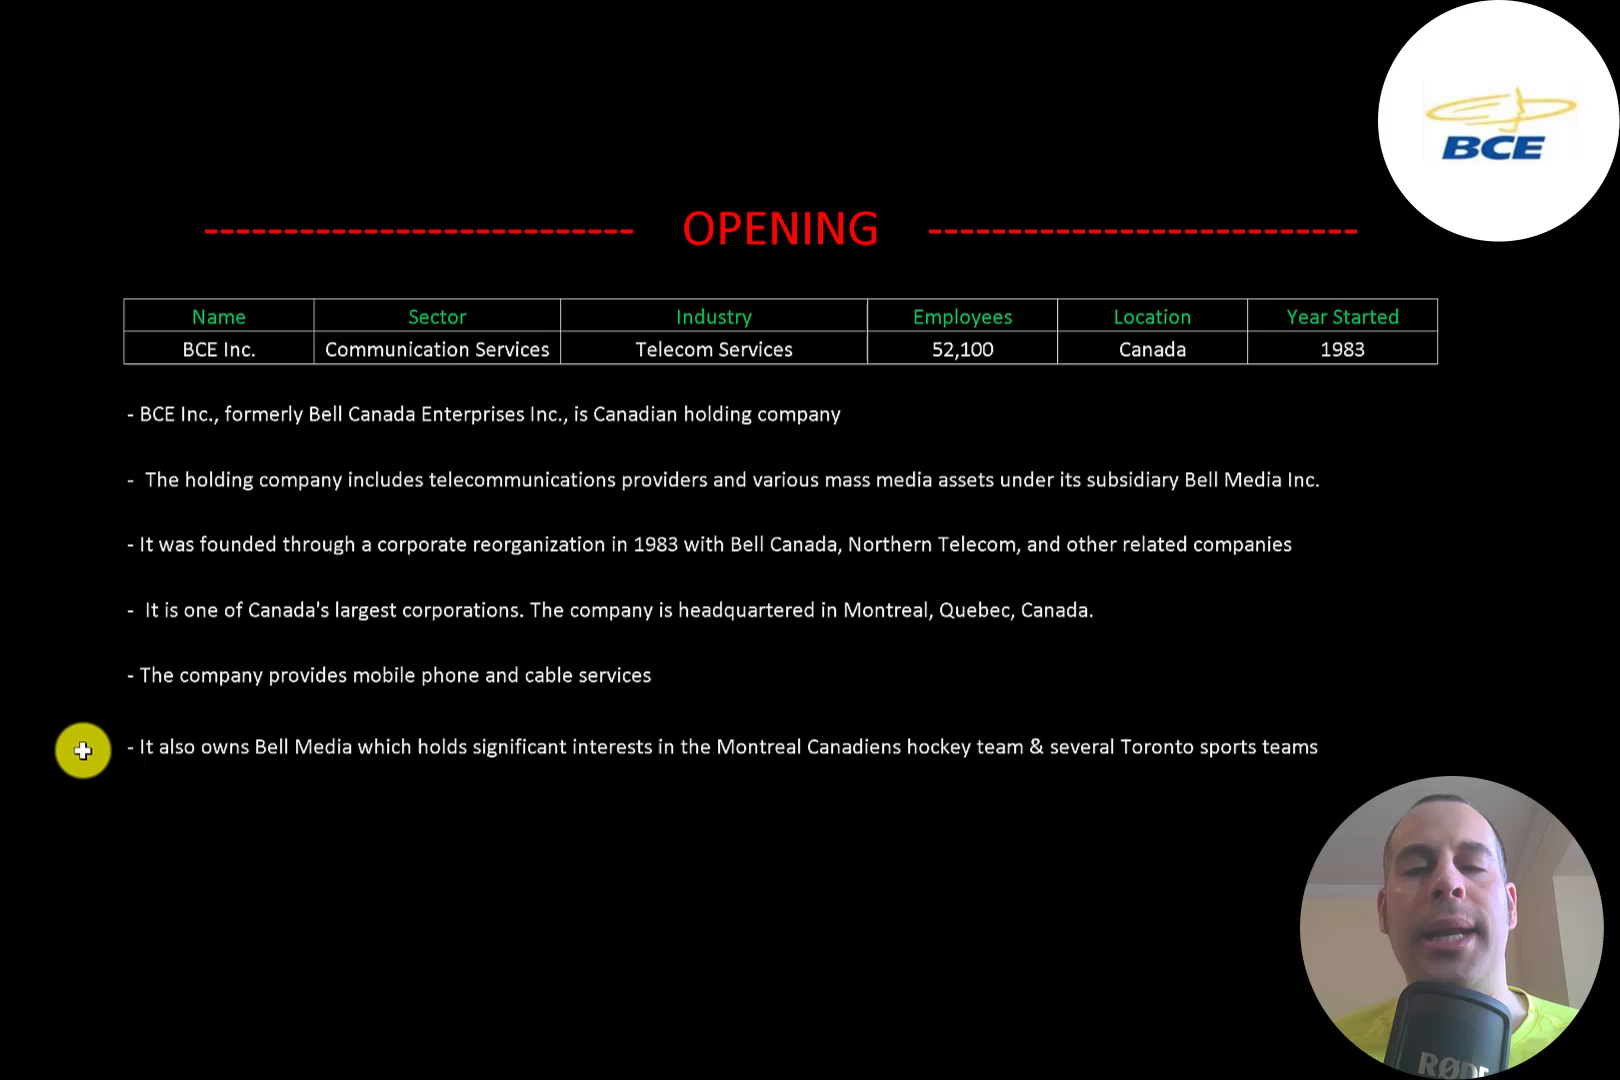 BCE
--------------------------- OPENING ---------------------------
Name Sector Industry Employees Location Year Started
BCE Inc. Communication Services Telecom Services 52,100 Canada 1983
- BCE Inc., formerly Bell Canada Enterprises Inc., is Canadian holding company
- The holding company includes telecommunications providers and various mass media assets under its subsidiary Bell Media Inc.
- It was founded through a corporate reorganization in 1983 with Bell Canada, Northern Telecom, and other related companies
- It is one of Canada's largest corporations. The company is headquartered in Montreal, Quebec, Canada.
- The company provides mobile phone and cable services
- It also owns Bell Media which holds significant interests in the Montreal Canadiens hockey team & several Toronto sports teams
RØDE